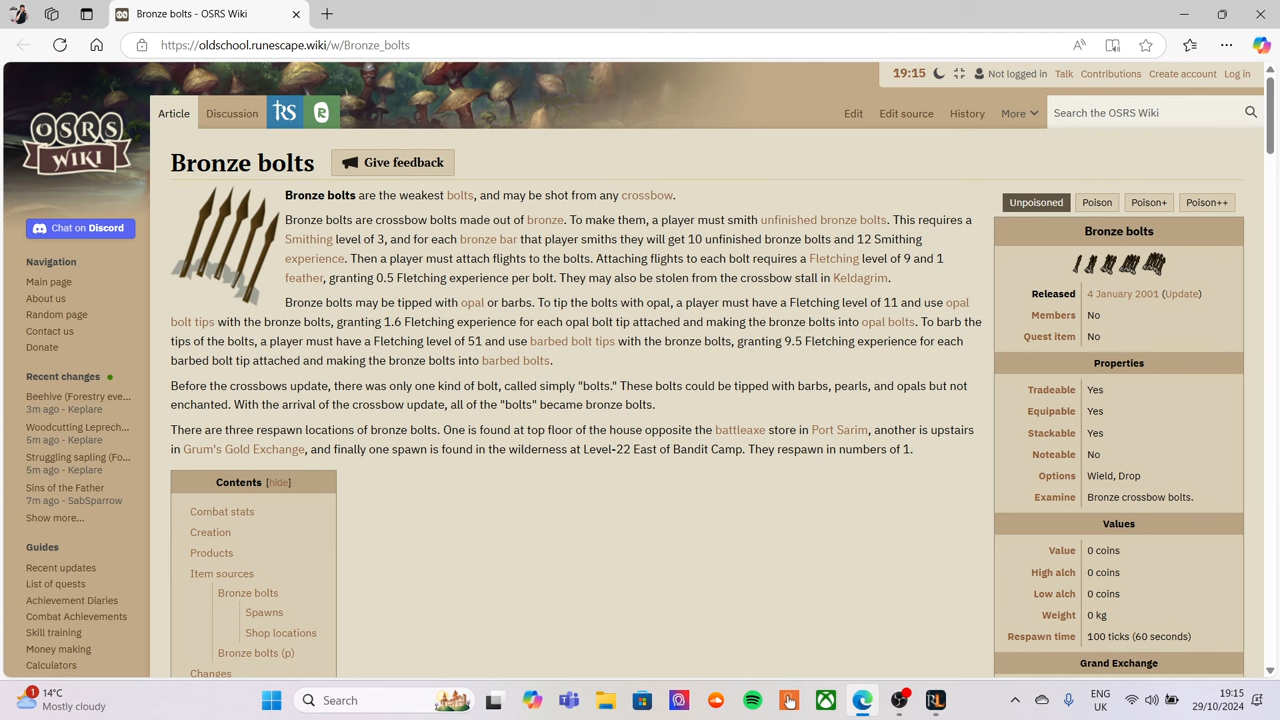 Bronze bolts - OSRS Wiki
https://oldschool.runescape.wiki/w/Bronze_bolts
19:15 Not logged in Talk Contributions Create account Log in
OSRS
WIKI
Article Discussion Edit Edit source History More Search the OSRS Wiki
Bronze bolts Give feedback
Chat on Discord
Navigation
Main page
About us
Random page
Contact us
Donate
Recent changes
Beehive (Forestry eve...
3m ago - Keplare
Woodcutting Leprech...
5m ago - Keplare
Struggling sapling (Fo...
5m ago - Keplare
Sins of the Father
7m ago - SabSparrow
Show more...
Guides
Recent updates
List of quests
Achievement Diaries
Combat Achievements
Skill training
Money making
Calculators
Bronze bolts are the weakest bolts, and may be shot from any crossbow.
Bronze bolts are crossbow bolts made out of bronze. To make them, a player must smith unfinished bronze bolts. This requires a
Smithing level of 3, and for each bronze bar that player smiths they will get 10 unfinished bronze bolts and 12 Smithing
experience. Then a player must attach flights to the bolts. Attaching flights to each bolt requires a Fletching level of 9 and 1
feather, granting 0.5 Fletching experience per bolt. They may also be stolen from the crossbow stall in Keldagrim.
Bronze bolts may be tipped with opal or barbs. To tip the bolts with opal, a player must have a Fletching level of 11 and use opal
bolt tips with the bronze bolts, granting 1.6 Fletching experience for each opal bolt tip attached and making the bronze bolts into opal bolts. To barb the
tips of the bolts, a player must have a Fletching level of 51 and use barbed bolt tips with the bronze bolts, granting 9.5 Fletching experience for each
barbed bolt tip attached and making the bronze bolts into barbed bolts.
Before the crossbows update, there was only one kind of bolt, called simply "bolts." These bolts could be tipped with barbs, pearls, and opals but not
enchanted. With the arrival of the crossbow update, all of the "bolts" became bronze bolts.
There are three respawn locations of bronze bolts. One is found at top floor of the house opposite the battleaxe store in Port Sarim, another is upstairs
in Grum's Gold Exchange, and finally one spawn is found in the wilderness at Level-22 East of Bandit Camp. They respawn in numbers of 1.
Contents [hide]
Combat stats
Creation
Products
Item sources
Bronze bolts
Spawns
Shop locations
Bronze bolts (p)
Changes
Unpoisoned Poison Poison+ Poison++
Bronze bolts
Released 4 January 2001 (Update)
Members No
Quest item No
Properties
Tradeable Yes
Equipable Yes
Stackable Yes
Noteable No
Options Wield, Drop
Examine Bronze crossbow bolts.
Values
Value 0 coins
High alch 0 coins
Low alch 0 coins
Weight 0 kg
Respawn time 100 ticks (60 seconds)
Grand Exchange
1
14°C
Mostly cloudy
Search
ENG
UK
19:15
29/10/2024